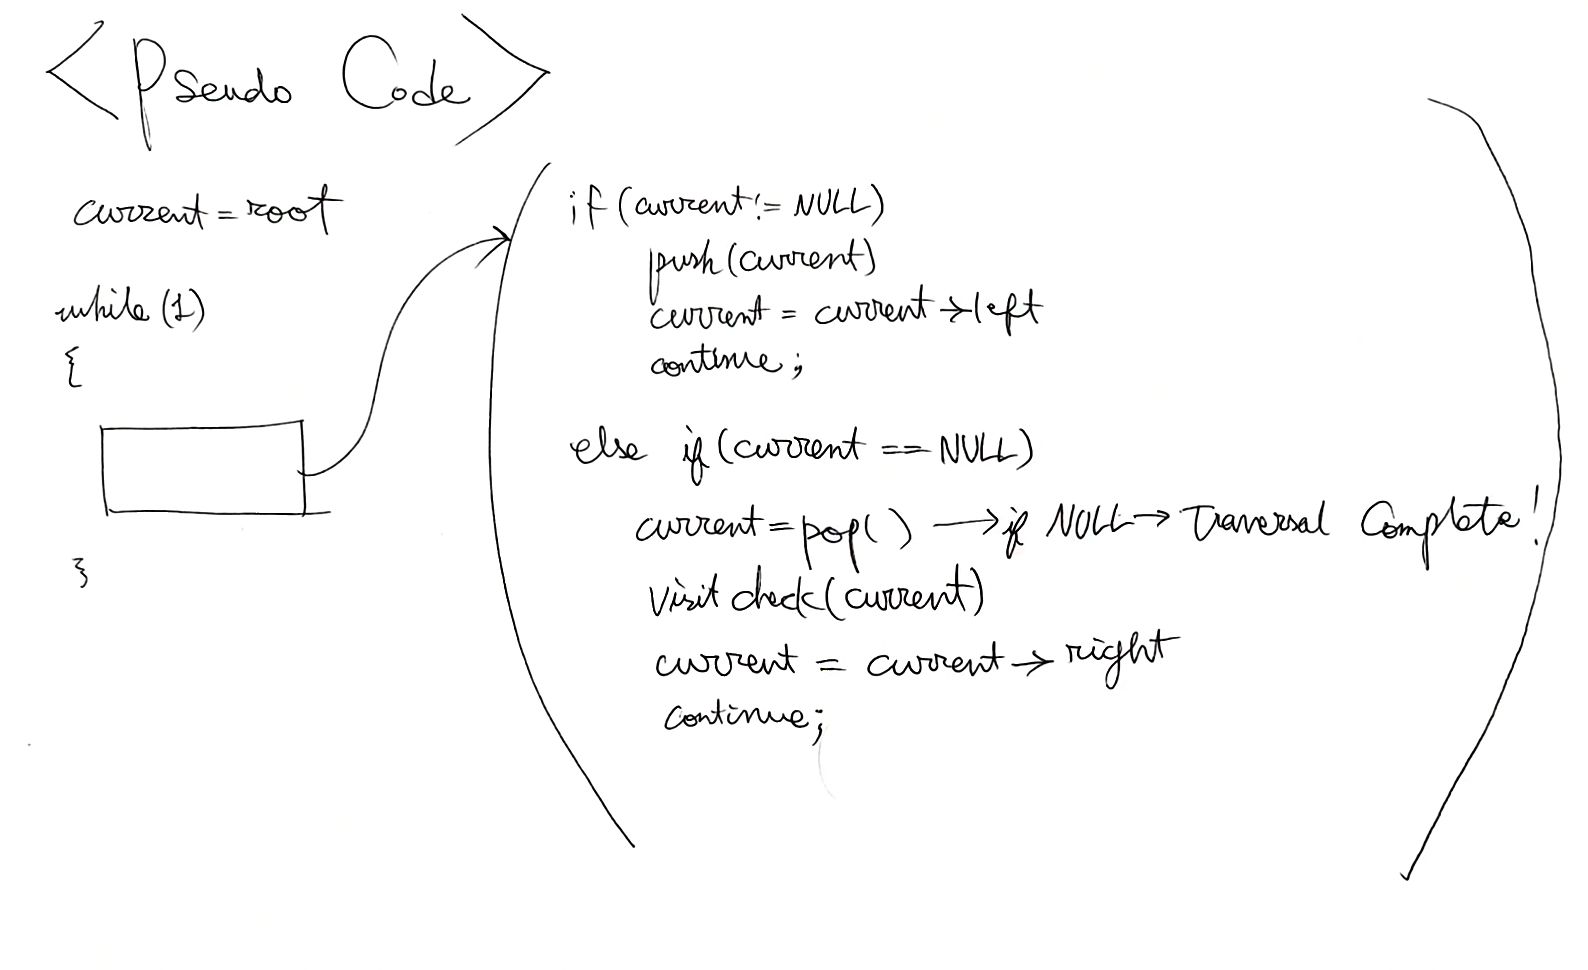 <Pseudo Code>
current = root
while (1)
{
}
if (current != NULL)
push (current)
current = current → left
continue;
else if (current == NULL)
current = pop( ) → if NULL → Traversal Complete!
Visit check (current)
current = current → right
continue;